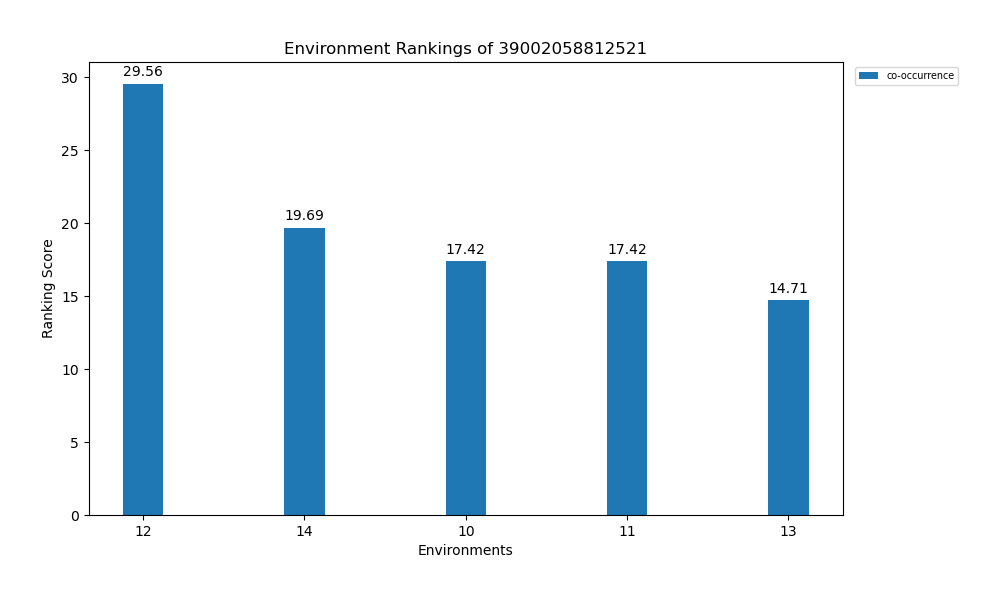 Environment Rankings of 39002058812521
29.56
19.69
17.42
17.42
14.71
co-occurrence
Ranking Score
30
25
20
15
10
5
0
12 14 10 11 13
Environments